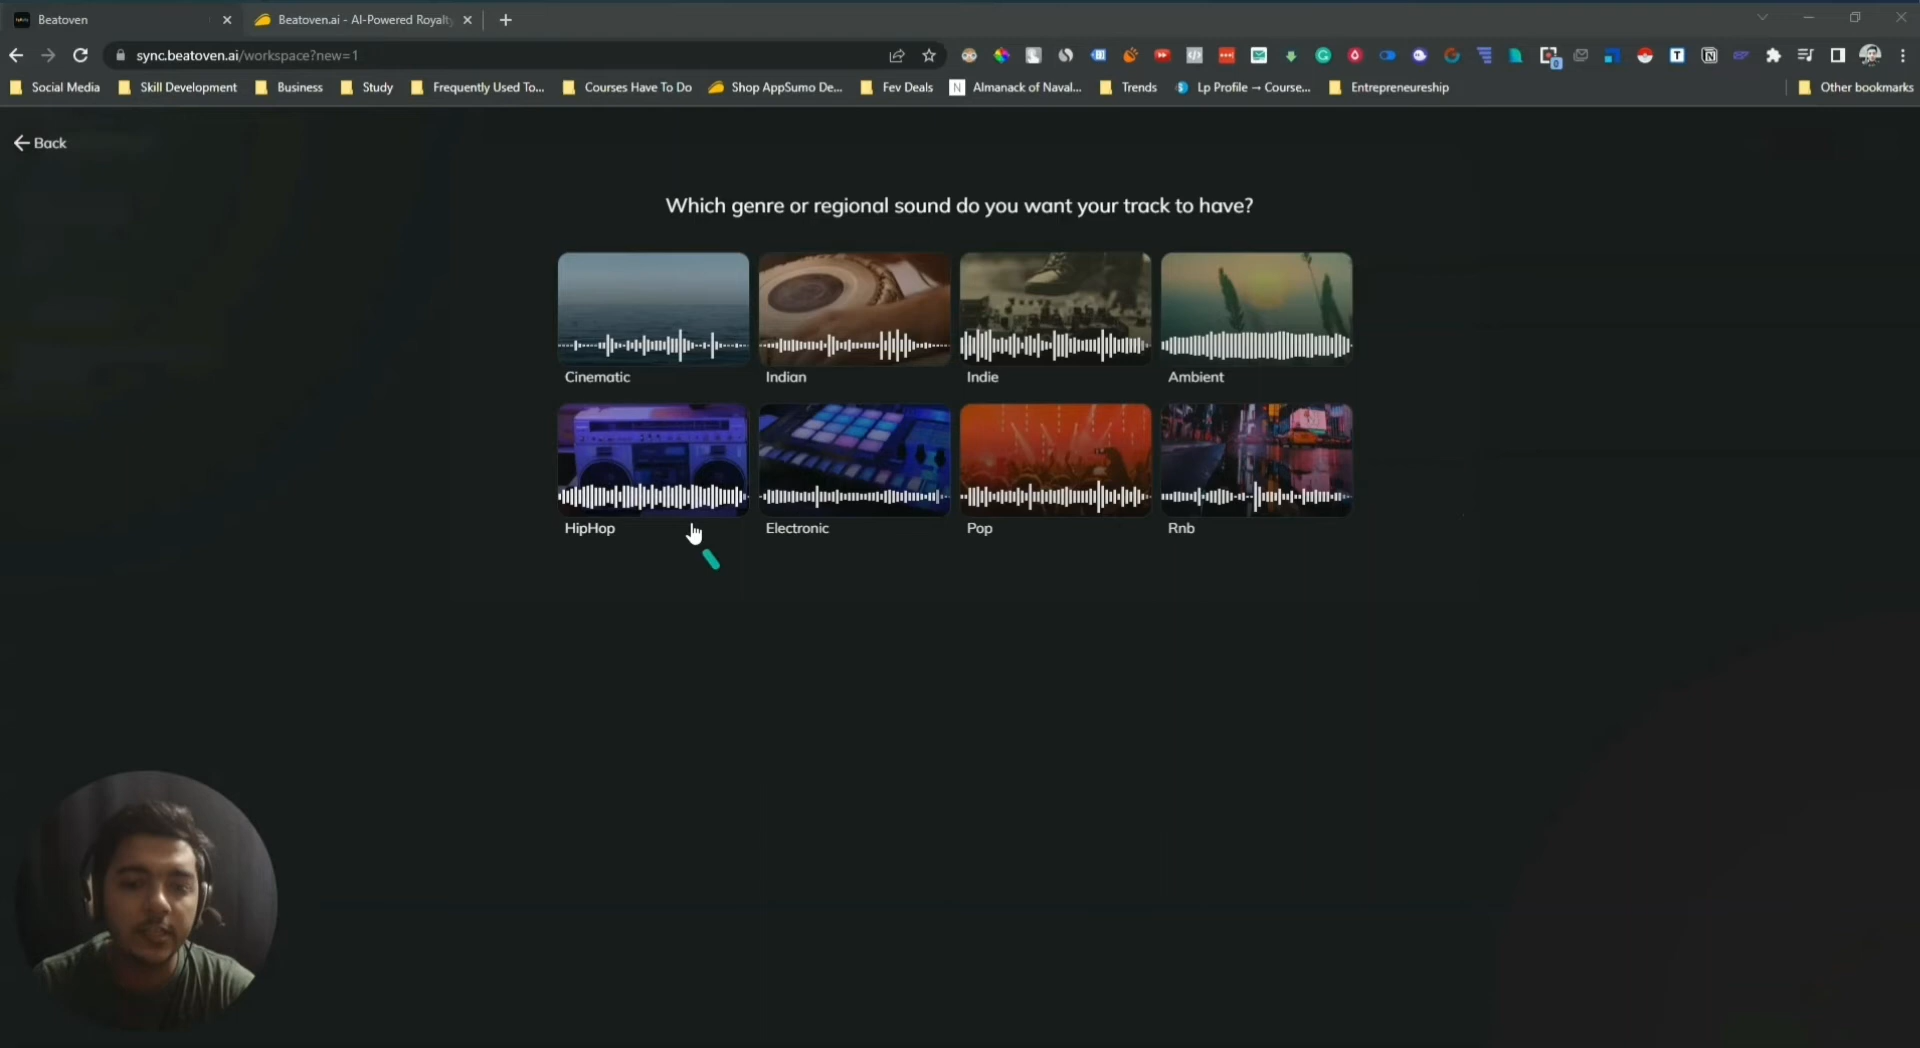 Beatoven
Beatoven.ai - AI-Powered Royalty
sync.beatoven.ai/workspace?new=1
Social Media
Skill Development
Business
Study
Frequently Used To...
Courses Have To Do
Shop AppSumo De...
Fev Deals
Almanack of Naval...
Trends
Lp Profile → Course...
Entrepreneureship
Other bookmarks
Back
Which genre or regional sound do you want your track to have?
Cinematic
Indian
Indie
Ambient
HipHop
Electronic
Pop
Rnb